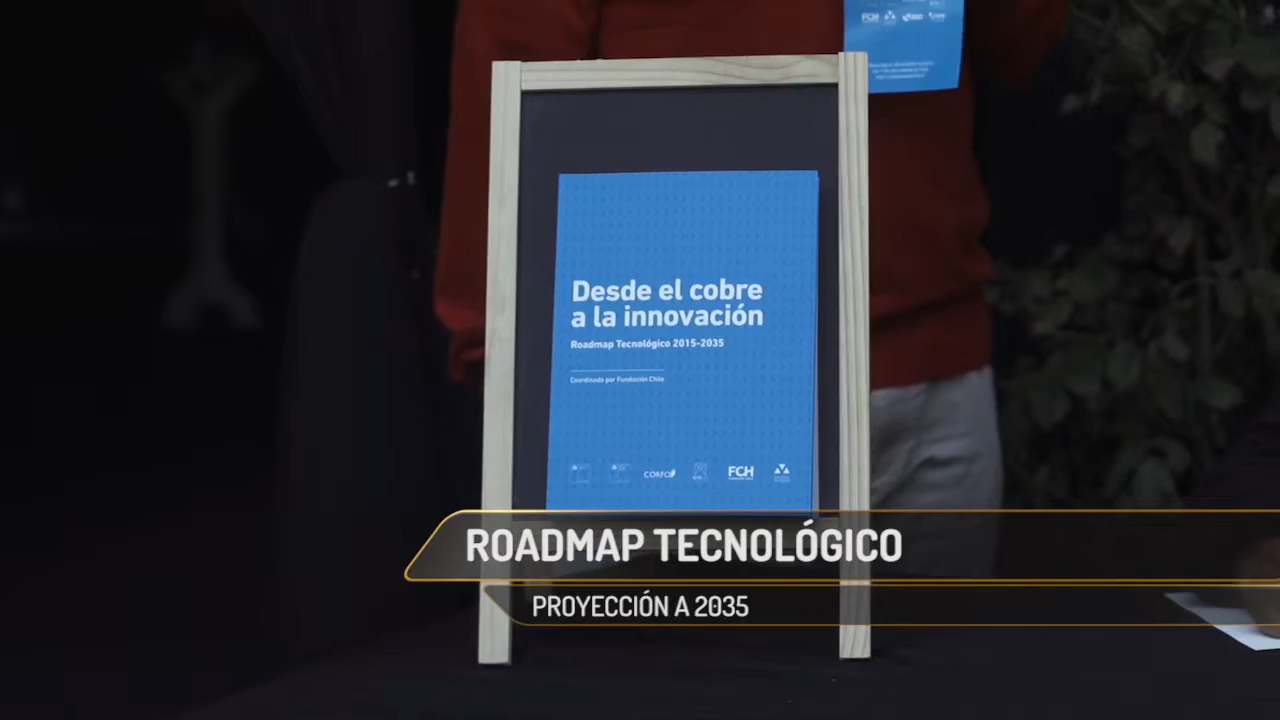 FCH
Desde el cobre
a la innovación
Roadmap Tecnológico 2015-2035
Coordinado por Fundación Chile
CORFO
FCH
ROADMAP TECNOLÓGICO
PROYECCIÓN A 2035